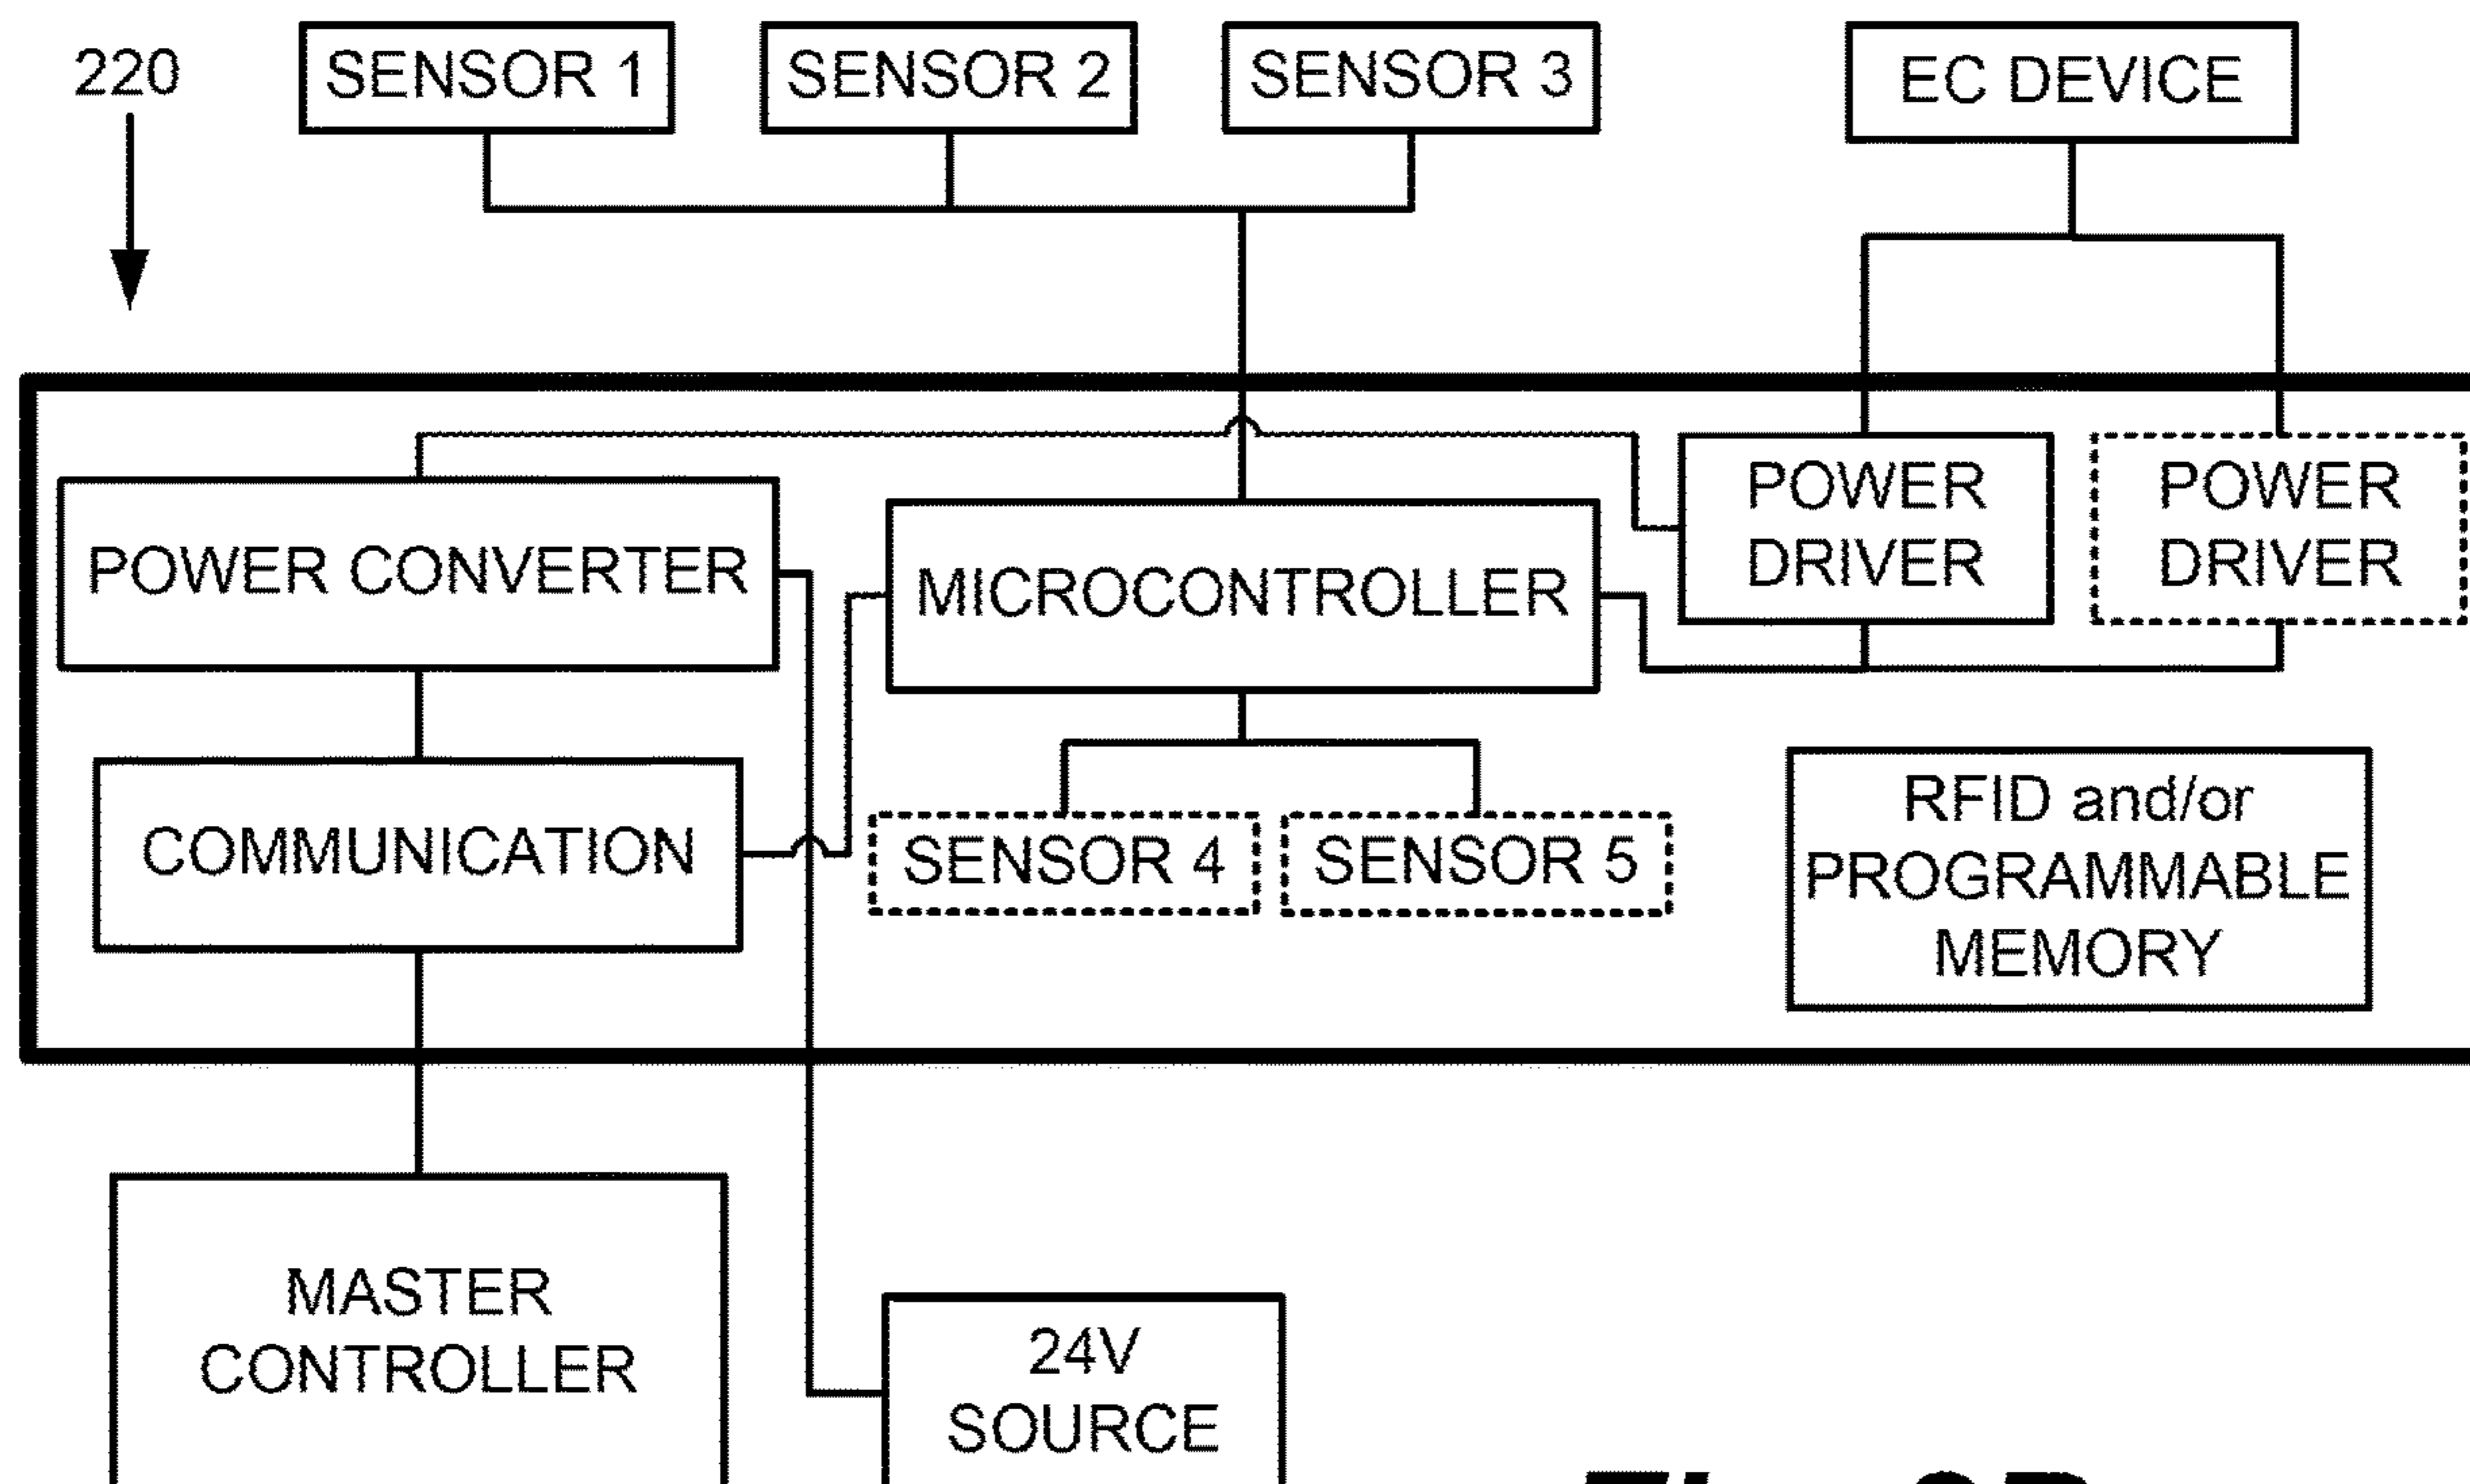 220
SENSOR 1
SENSOR 2
SENSOR 3
EC DEVICE
POWER CONVERTER
MICROCONTROLLER
POWER
DRIVER
POWER
DRIVER
COMMUNICATION
SENSOR 4
SENSOR 5
RFID and/or
PROGRAMMABLE
MEMORY
MASTER
CONTROLLER
24V
SOURCE